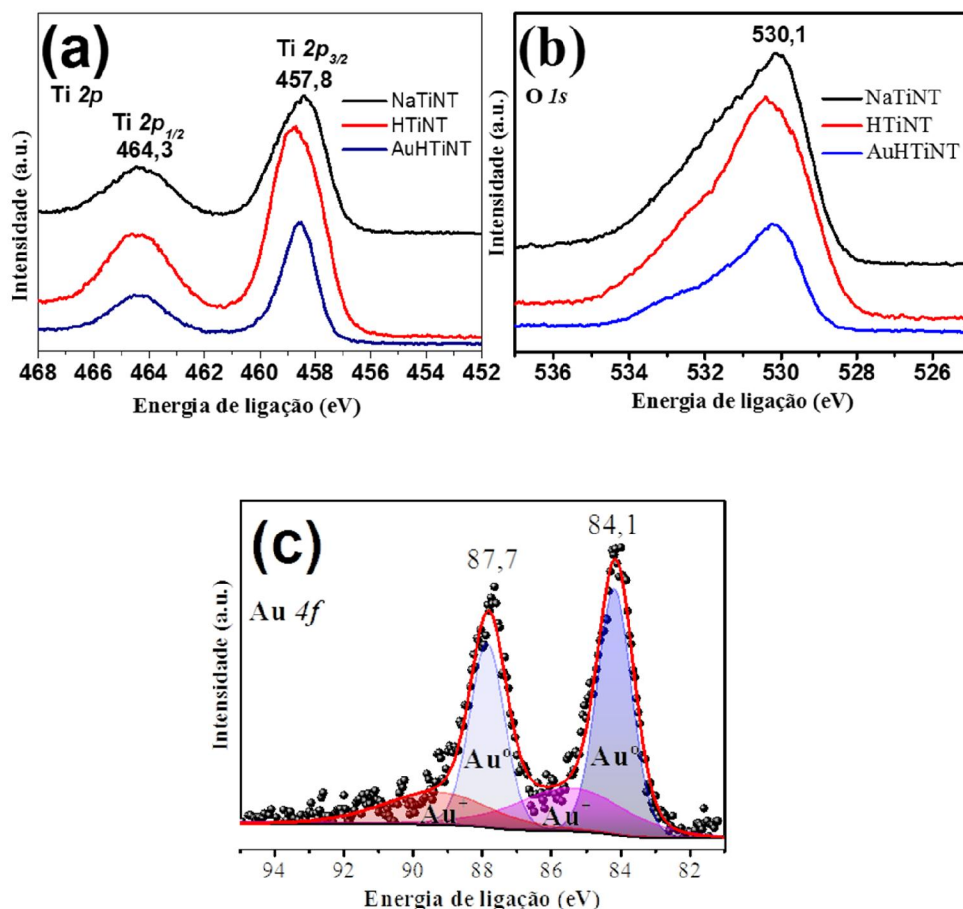 (a)
Ti 2p
Ti 2p1/2
464,3
Ti 2p3/2
457,8
NaTiNT
HTiNT
AuHTiNT
Intensidade (a.u.)
468 466 464 462 460 458 456 454 452
Energia de ligação (eV)
(b)
O 1s
530,1
NaTiNT
HTiNT
AuHTiNT
Intensidade (a.u.)
536 534 532 530 528 526
Energia de ligação (eV)
(c)
Au 4f
87,7
84,1
Au⁰
Au⁰
Au⁺
Intensidade (a.u.)
94 92 90 88 86 84 82
Energia de ligação (eV)